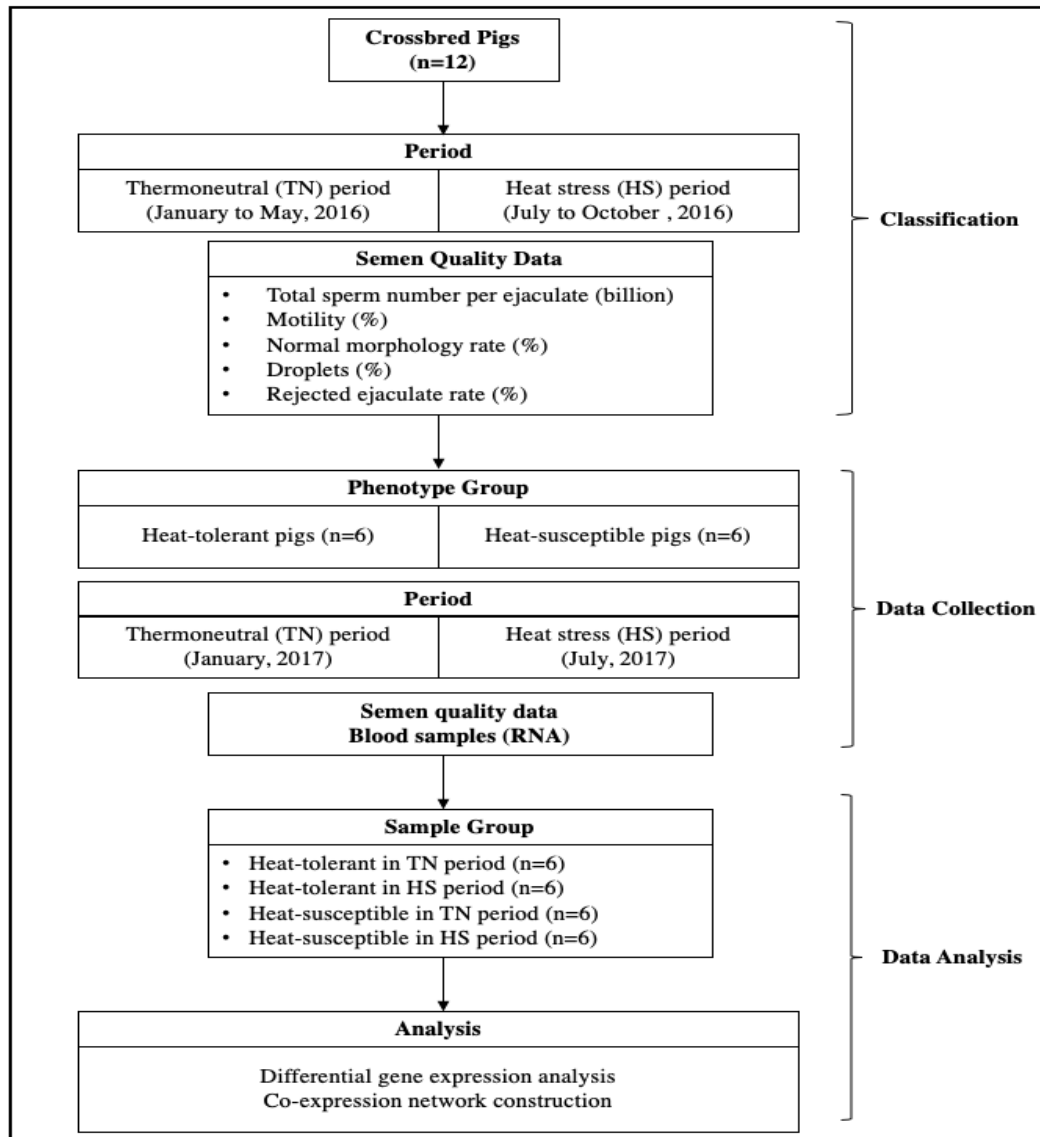 Crossbred Pigs
(n=12)
Period
Thermoneutral (TN) period
(January to May, 2016)
Heat stress (HS) period
(July to October , 2016)
Semen Quality Data
• Total sperm number per ejaculate (billion)
• Motility (%)
• Normal morphology rate (%)
• Droplets (%)
• Rejected ejaculate rate (%)
Classification
Phenotype Group
Heat-tolerant pigs (n=6)
Heat-susceptible pigs (n=6)
Period
Thermoneutral (TN) period
(January, 2017)
Heat stress (HS) period
(July, 2017)
Semen quality data
Blood samples (RNA)
Data Collection
Sample Group
• Heat-tolerant in TN period (n=6)
• Heat-tolerant in HS period (n=6)
• Heat-susceptible in TN period (n=6)
• Heat-susceptible in HS period (n=6)
Analysis
Differential gene expression analysis
Co-expression network construction
Data Analysis